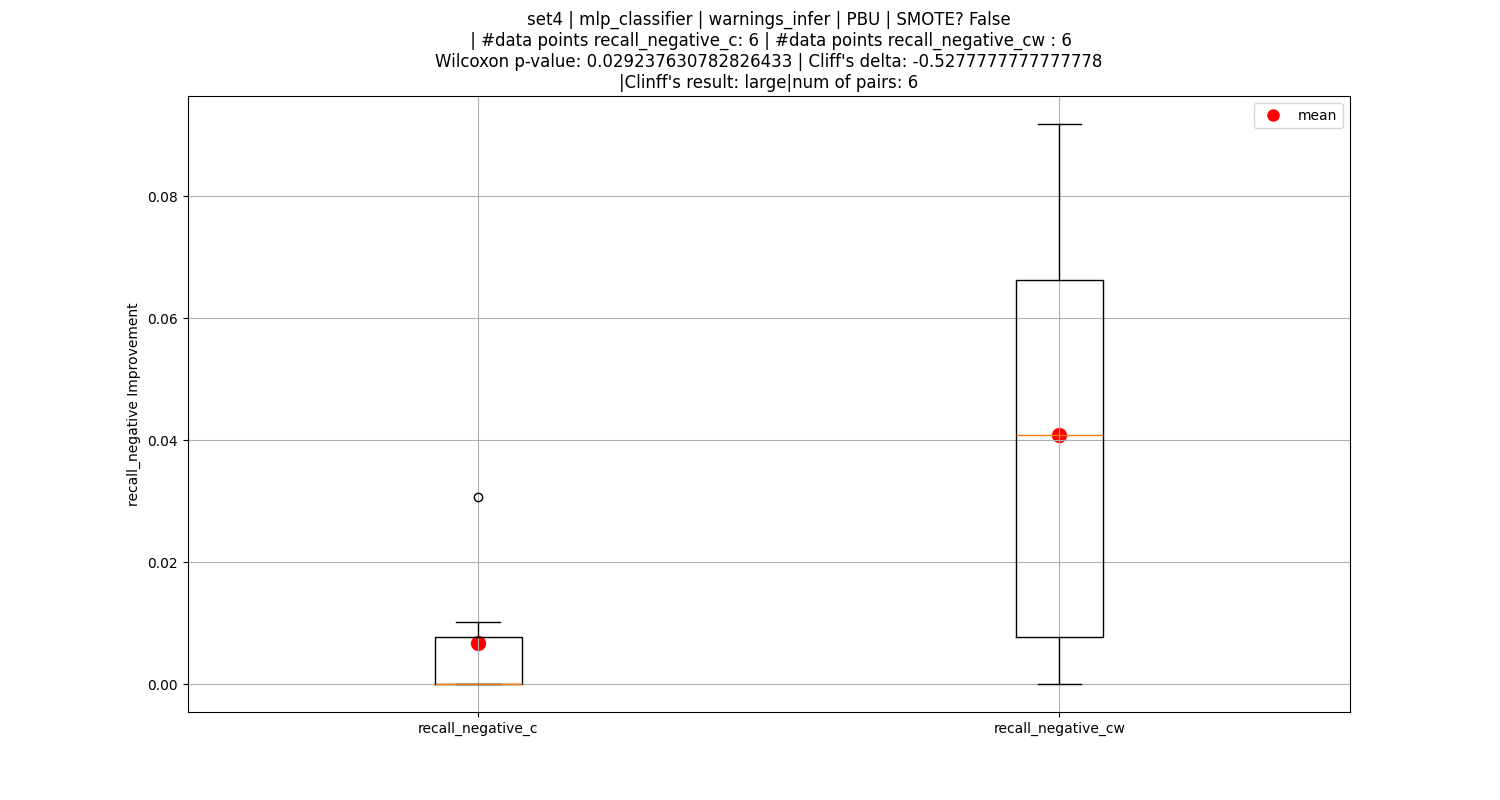 set4 | mlp_classifier | warnings_infer | PBU | SMOTE? False
| #data points recall_negative_c: 6 | #data points recall_negative_cw : 6
Wilcoxon p-value: 0.029237630782826433 | Cliff's delta: -0.5277777777777778
|Clinff's result: large|num of pairs: 6
mean
recall_negative Improvement
0.08
0.06
0.04
0.02
0.00
recall_negative_c
recall_negative_cw